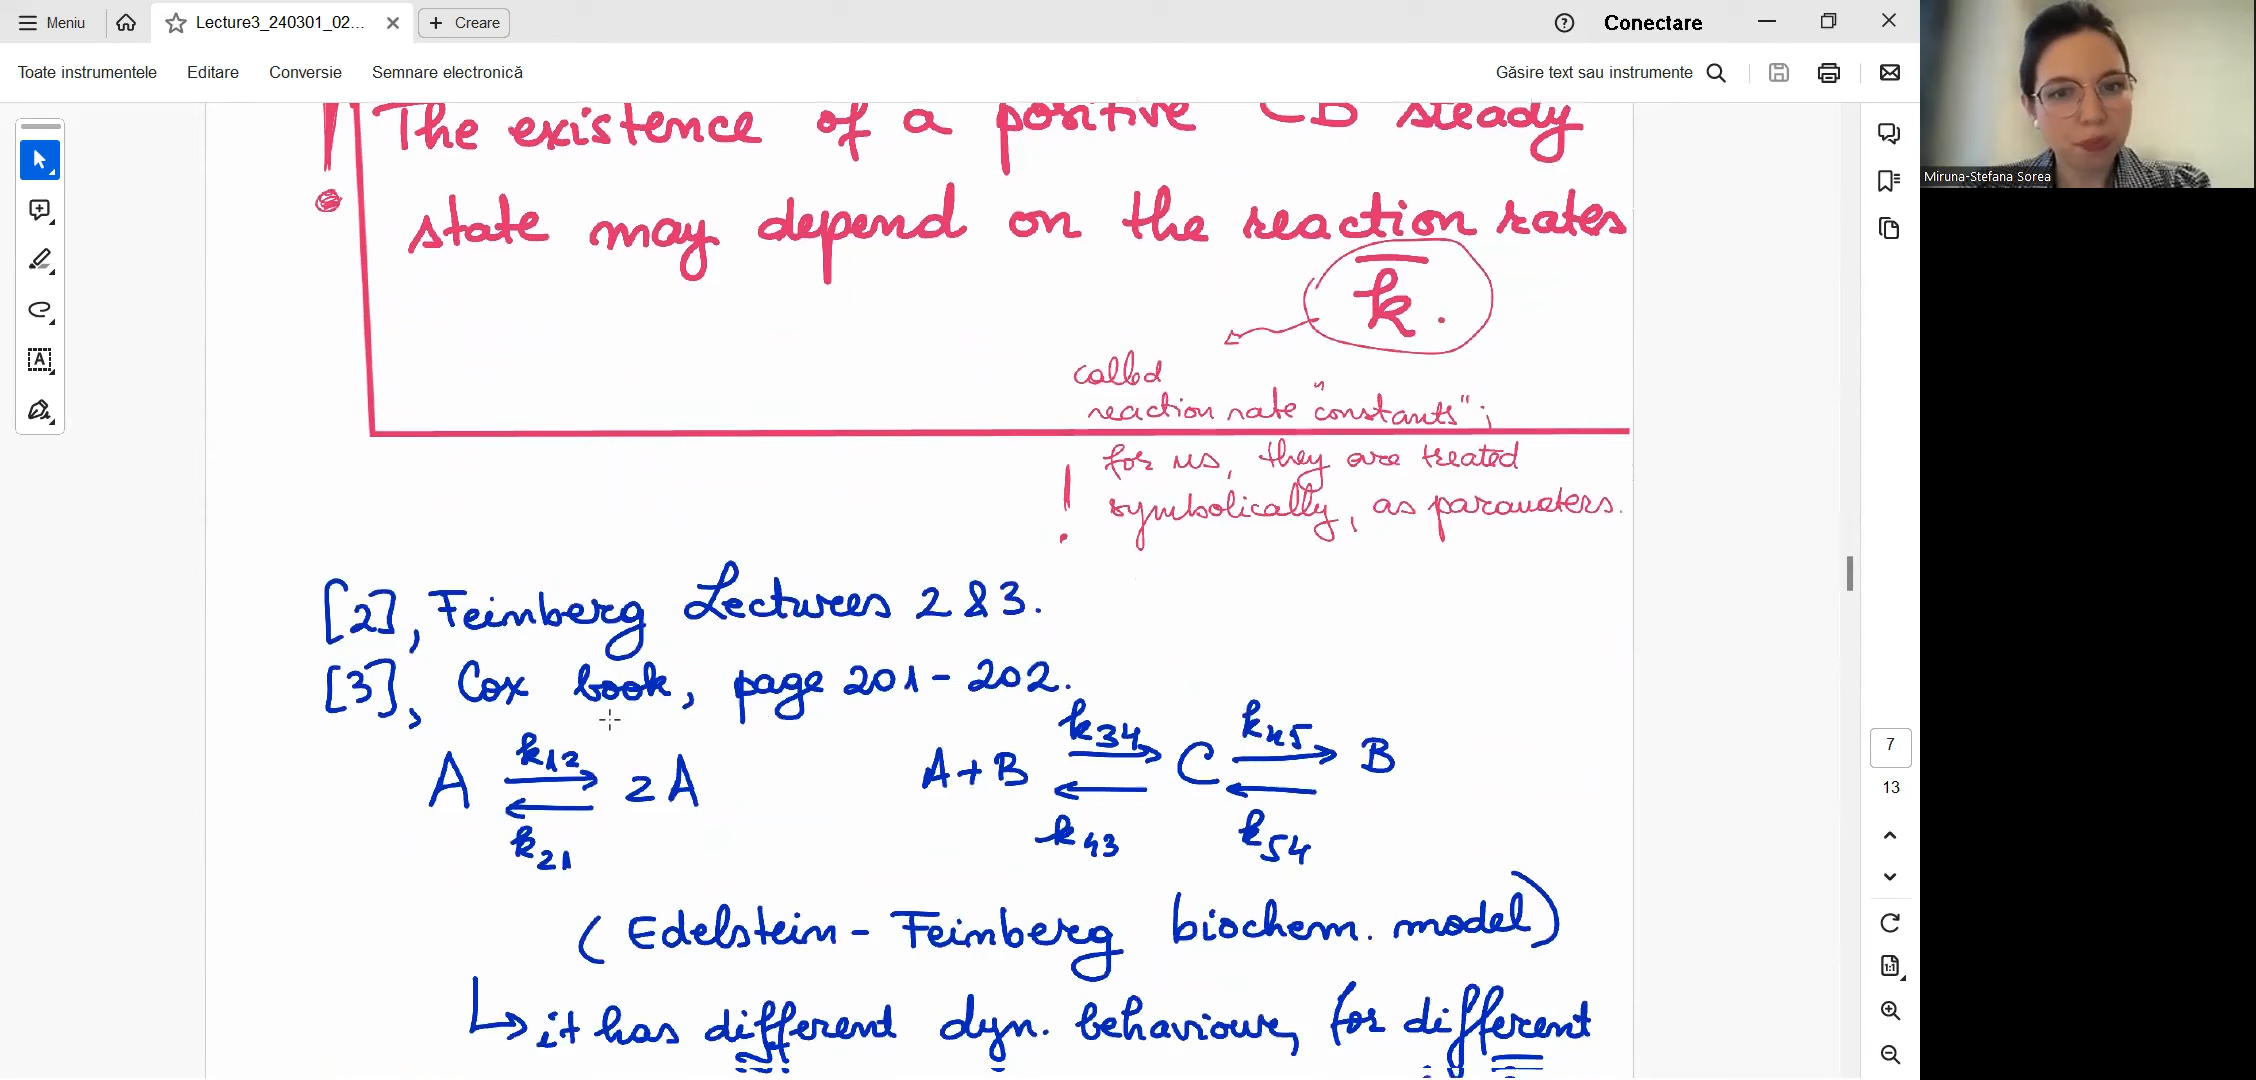 Meniu
Lecture3_240301_02...
Creare
Conectare
Toate instrumentele Editare Conversie Semnare electronică
Găsire text sau instrumente
Miruna-Stefana Sorea
The existence of a positive CB steady
state may depend on the reaction rates
k.
called
reaction rate "constants";
for us, they are treated
! symbolically, as parameters.
[2], Feinberg Lectures 2 & 3.
[3], Cox book, page 201 - 202.
k12 k34 k45
A ⇄ 2A A + B ⇄ C ⇄ B
k21 k43 k54
(Edelstein - Feinberg biochem. model)
↳ it has different dyn. behaviour, for different
7
13